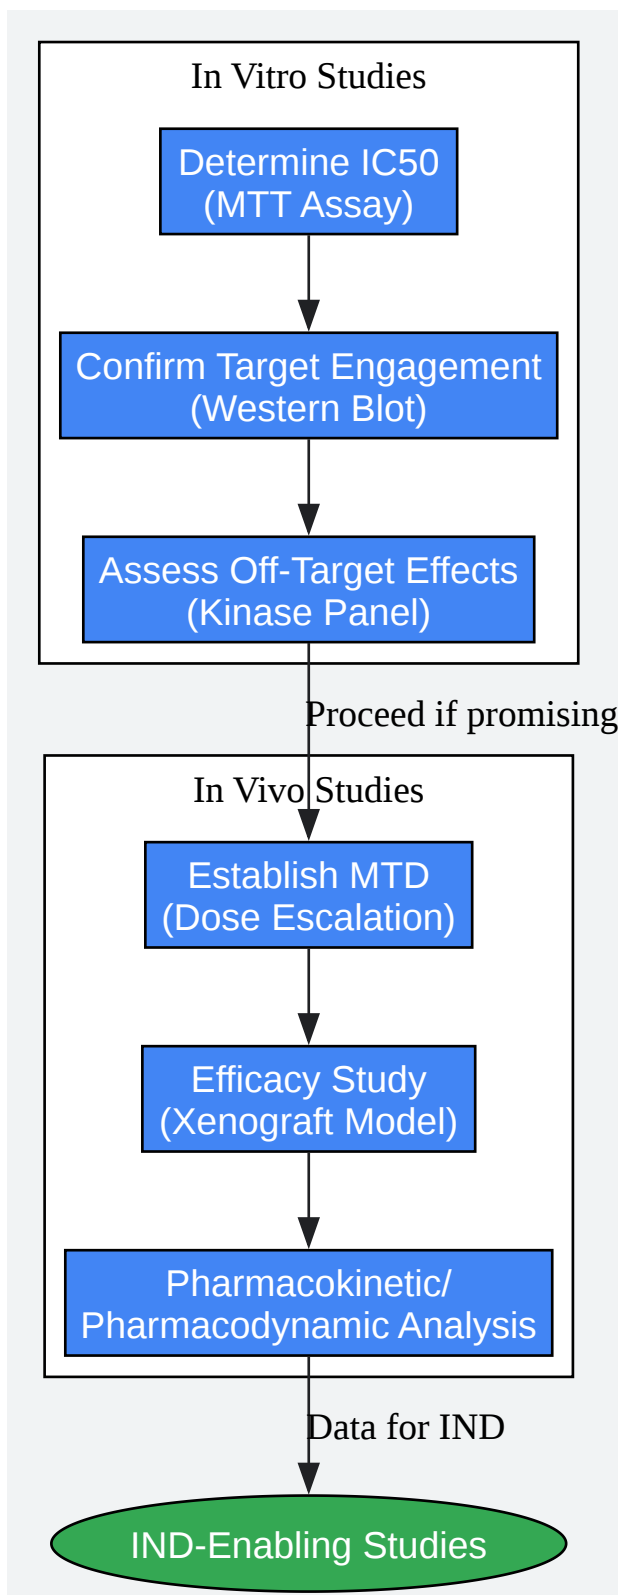 In Vitro Studies
Determine IC50
(MTT Assay)
Confirm Target Engagement
(Western Blot)
Assess Off-Target Effects
(Kinase Panel)
Proceed if promising
In Vivo Studies
Establish MTD
(Dose Escalation)
Efficacy Study
(Xenograft Model)
Pharmacokinetic/
Pharmacodynamic Analysis
Data for IND
IND-Enabling Studies